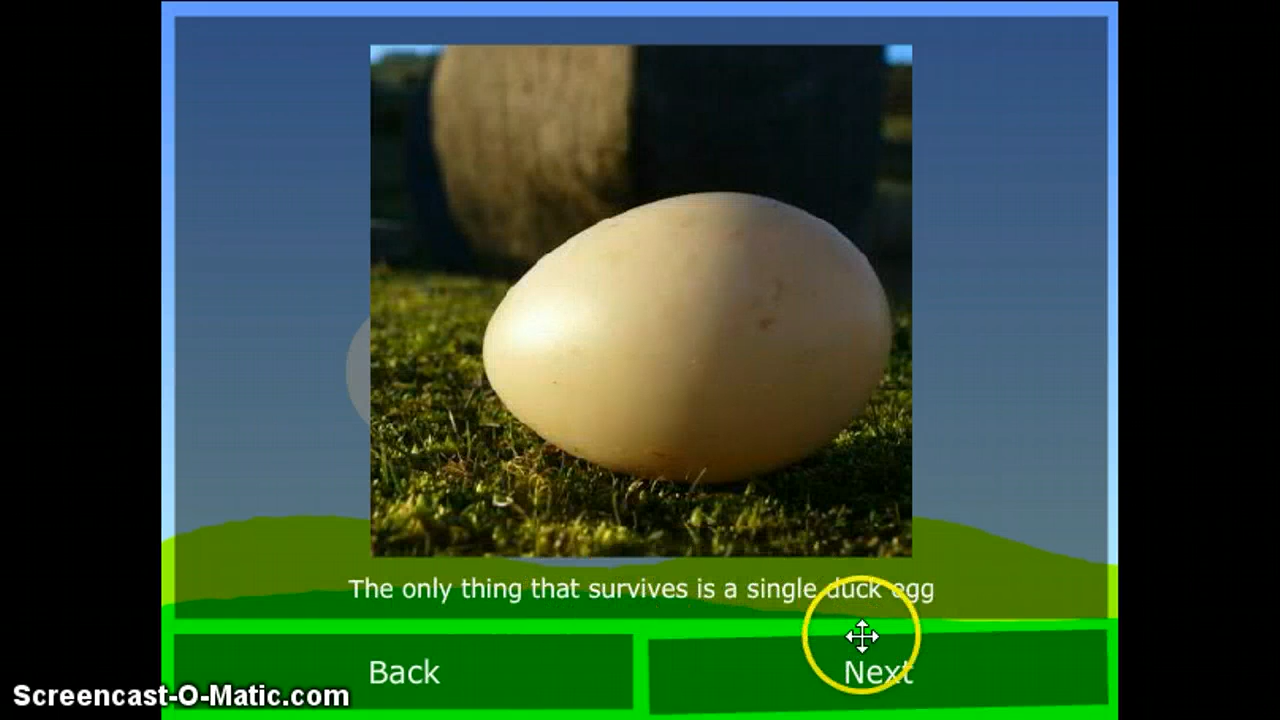 The only thing that survives is a single duck egg
Back
Next
Screencast-O-Matic.com